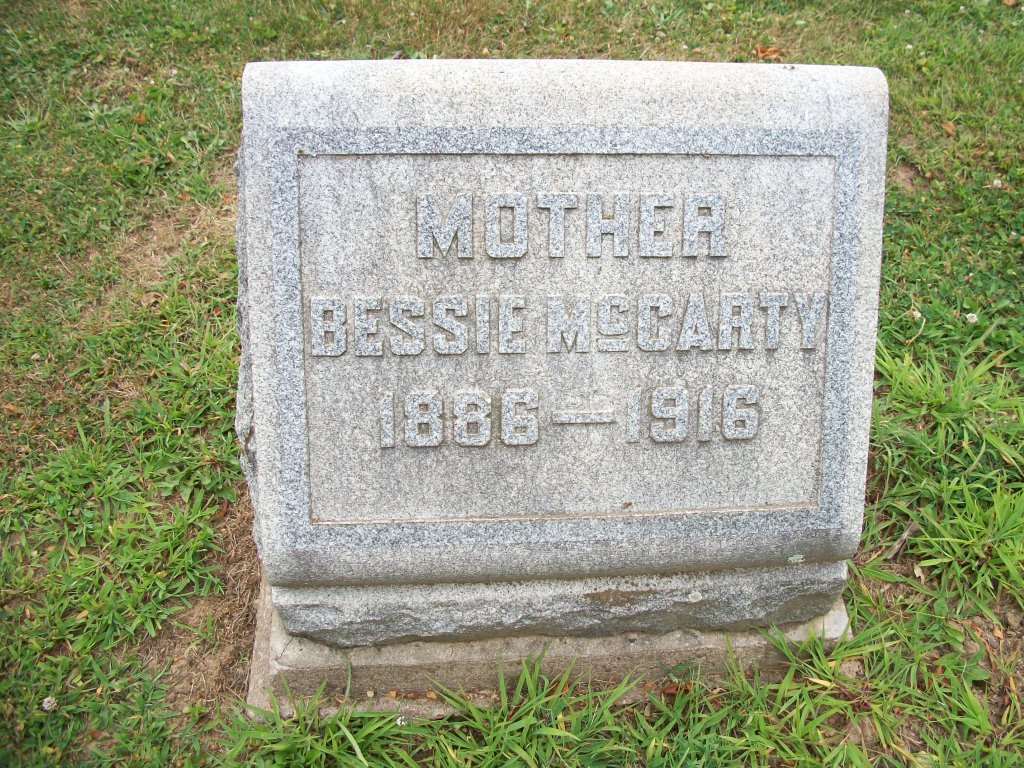 MOTHER
BESSIE McCARTY
1886 — 1916